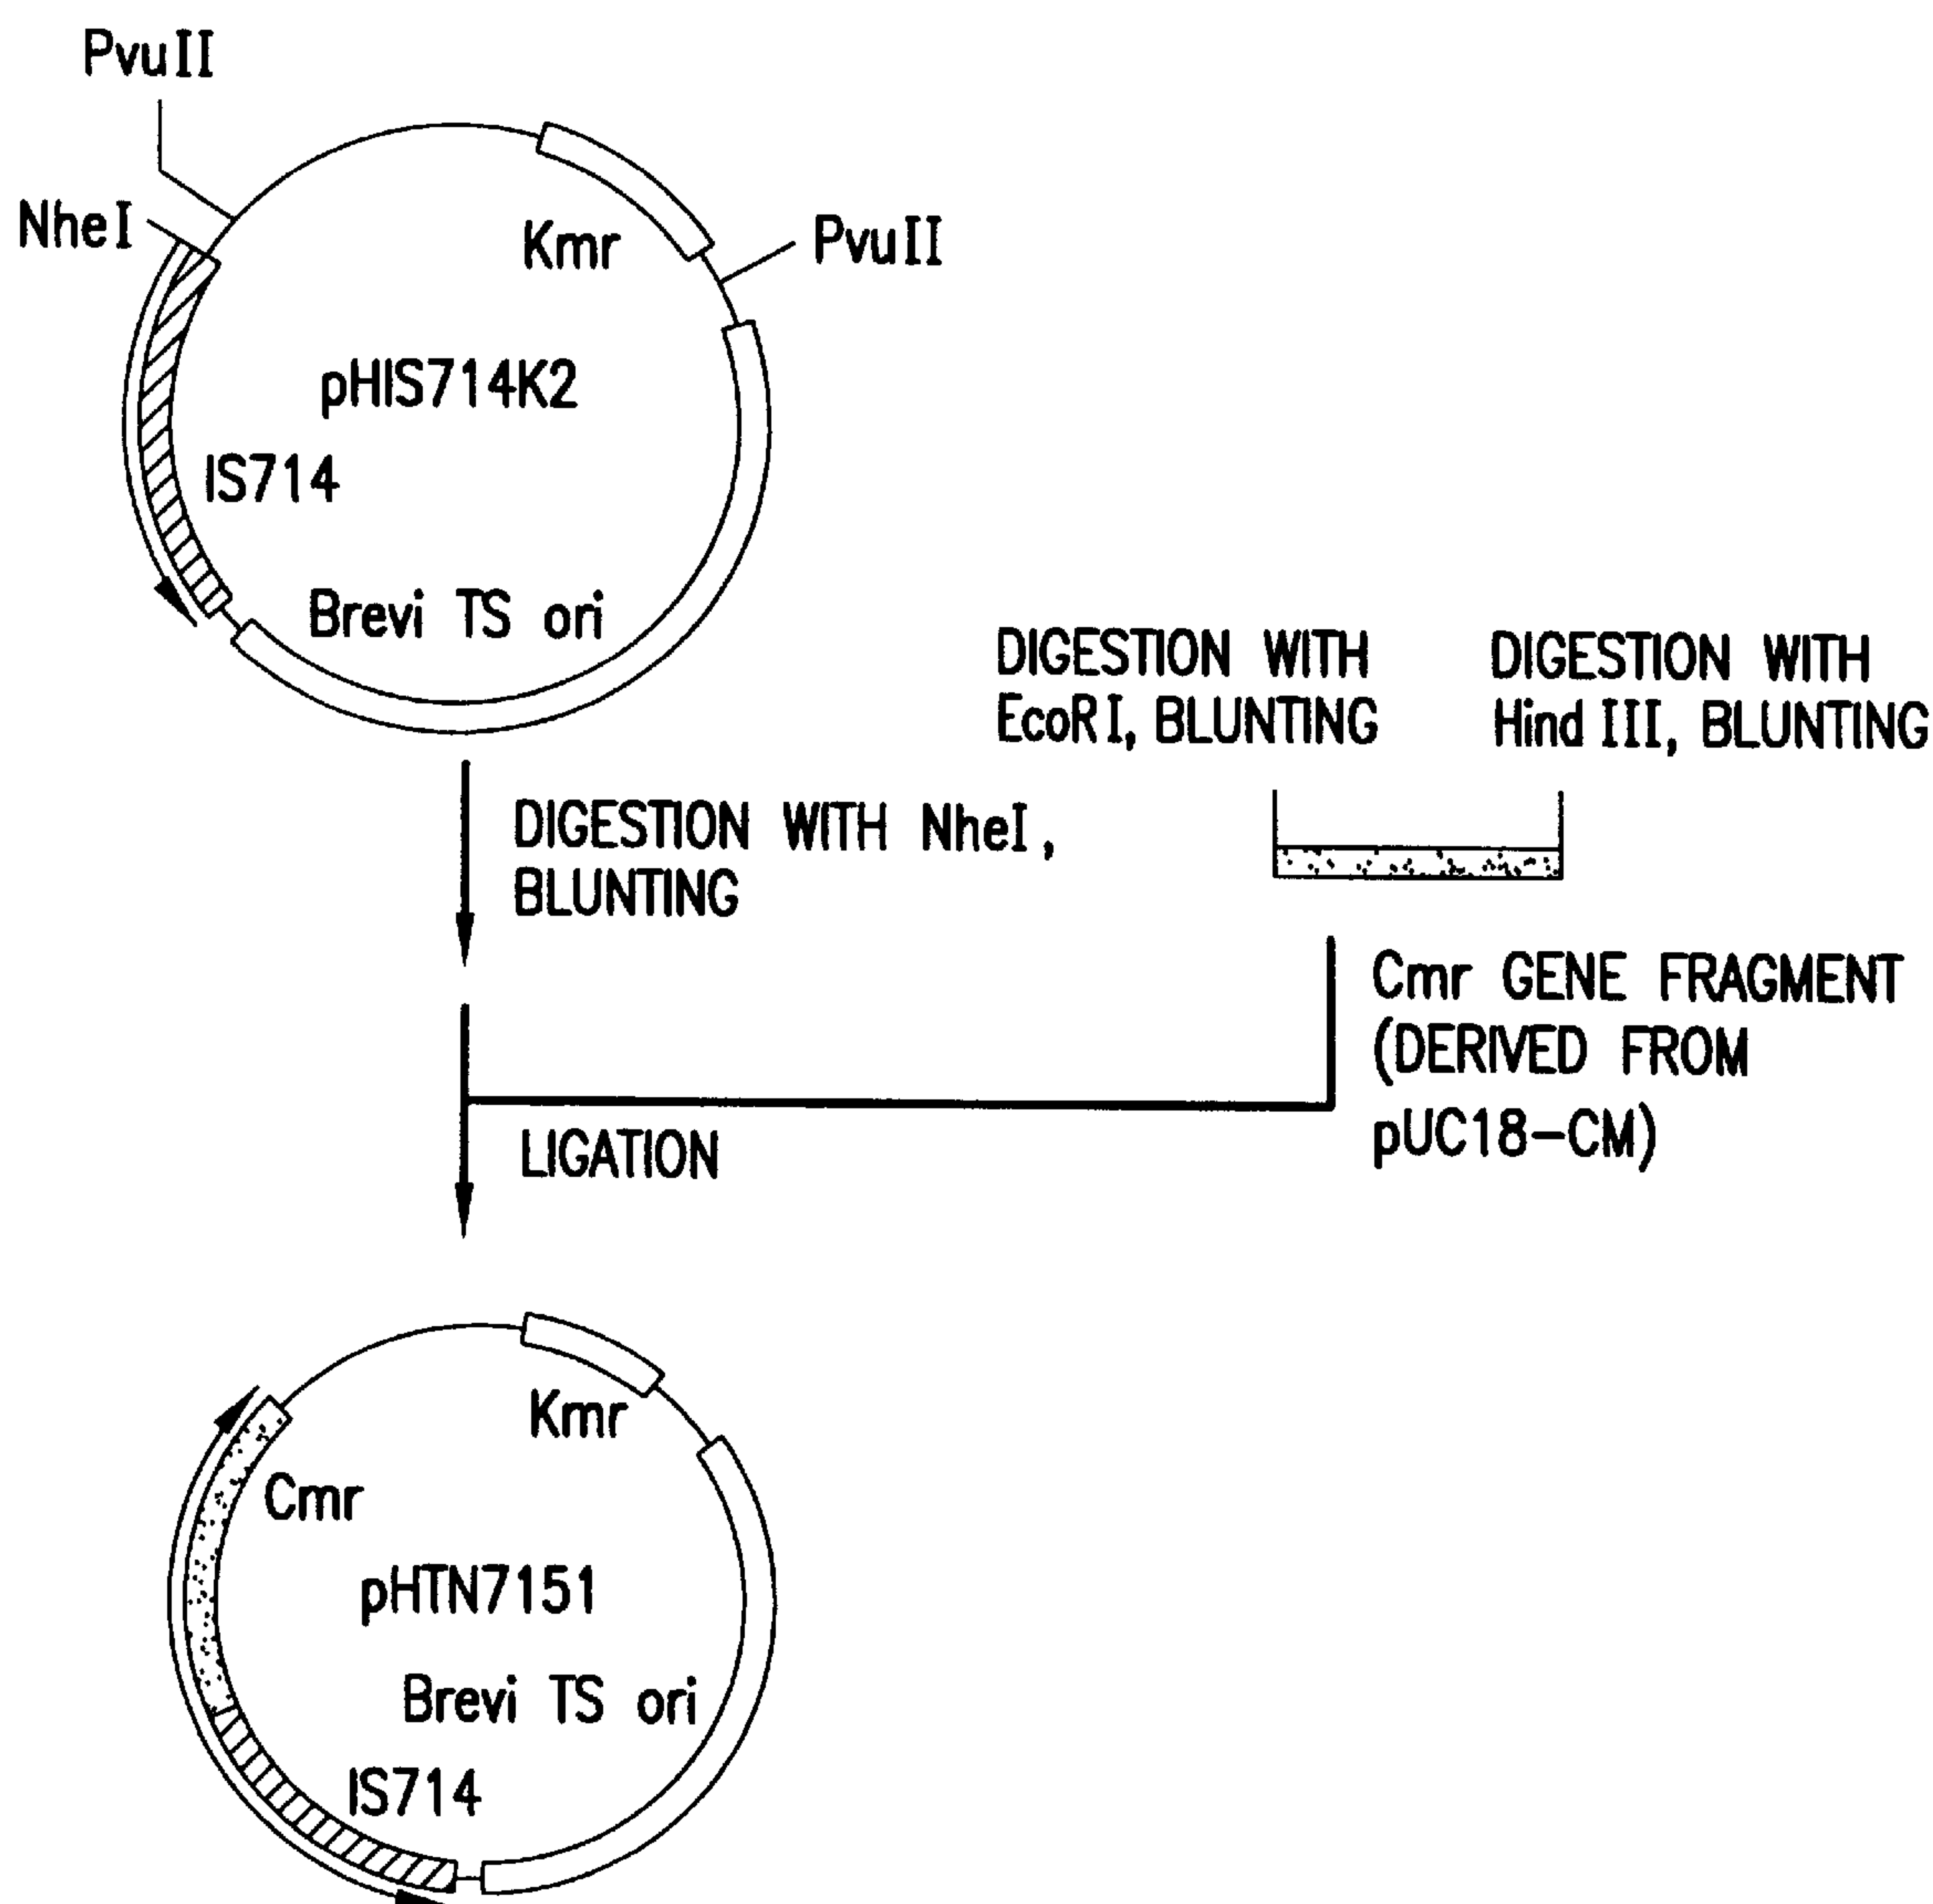 PvuII
NheI
Kmr
PvuII
pHIS714K2
IS714
Brevi TS ori
DIGESTION WITH
EcoRI, BLUNTING
DIGESTION WITH
Hind III, BLUNTING
DIGESTION WITH NheI,
BLUNTING
Cmr GENE FRAGMENT
(DERIVED FROM
pUC18-CM)
LIGATION
Kmr
Cmr
pHTN7151
Brevi TS ori
IS714